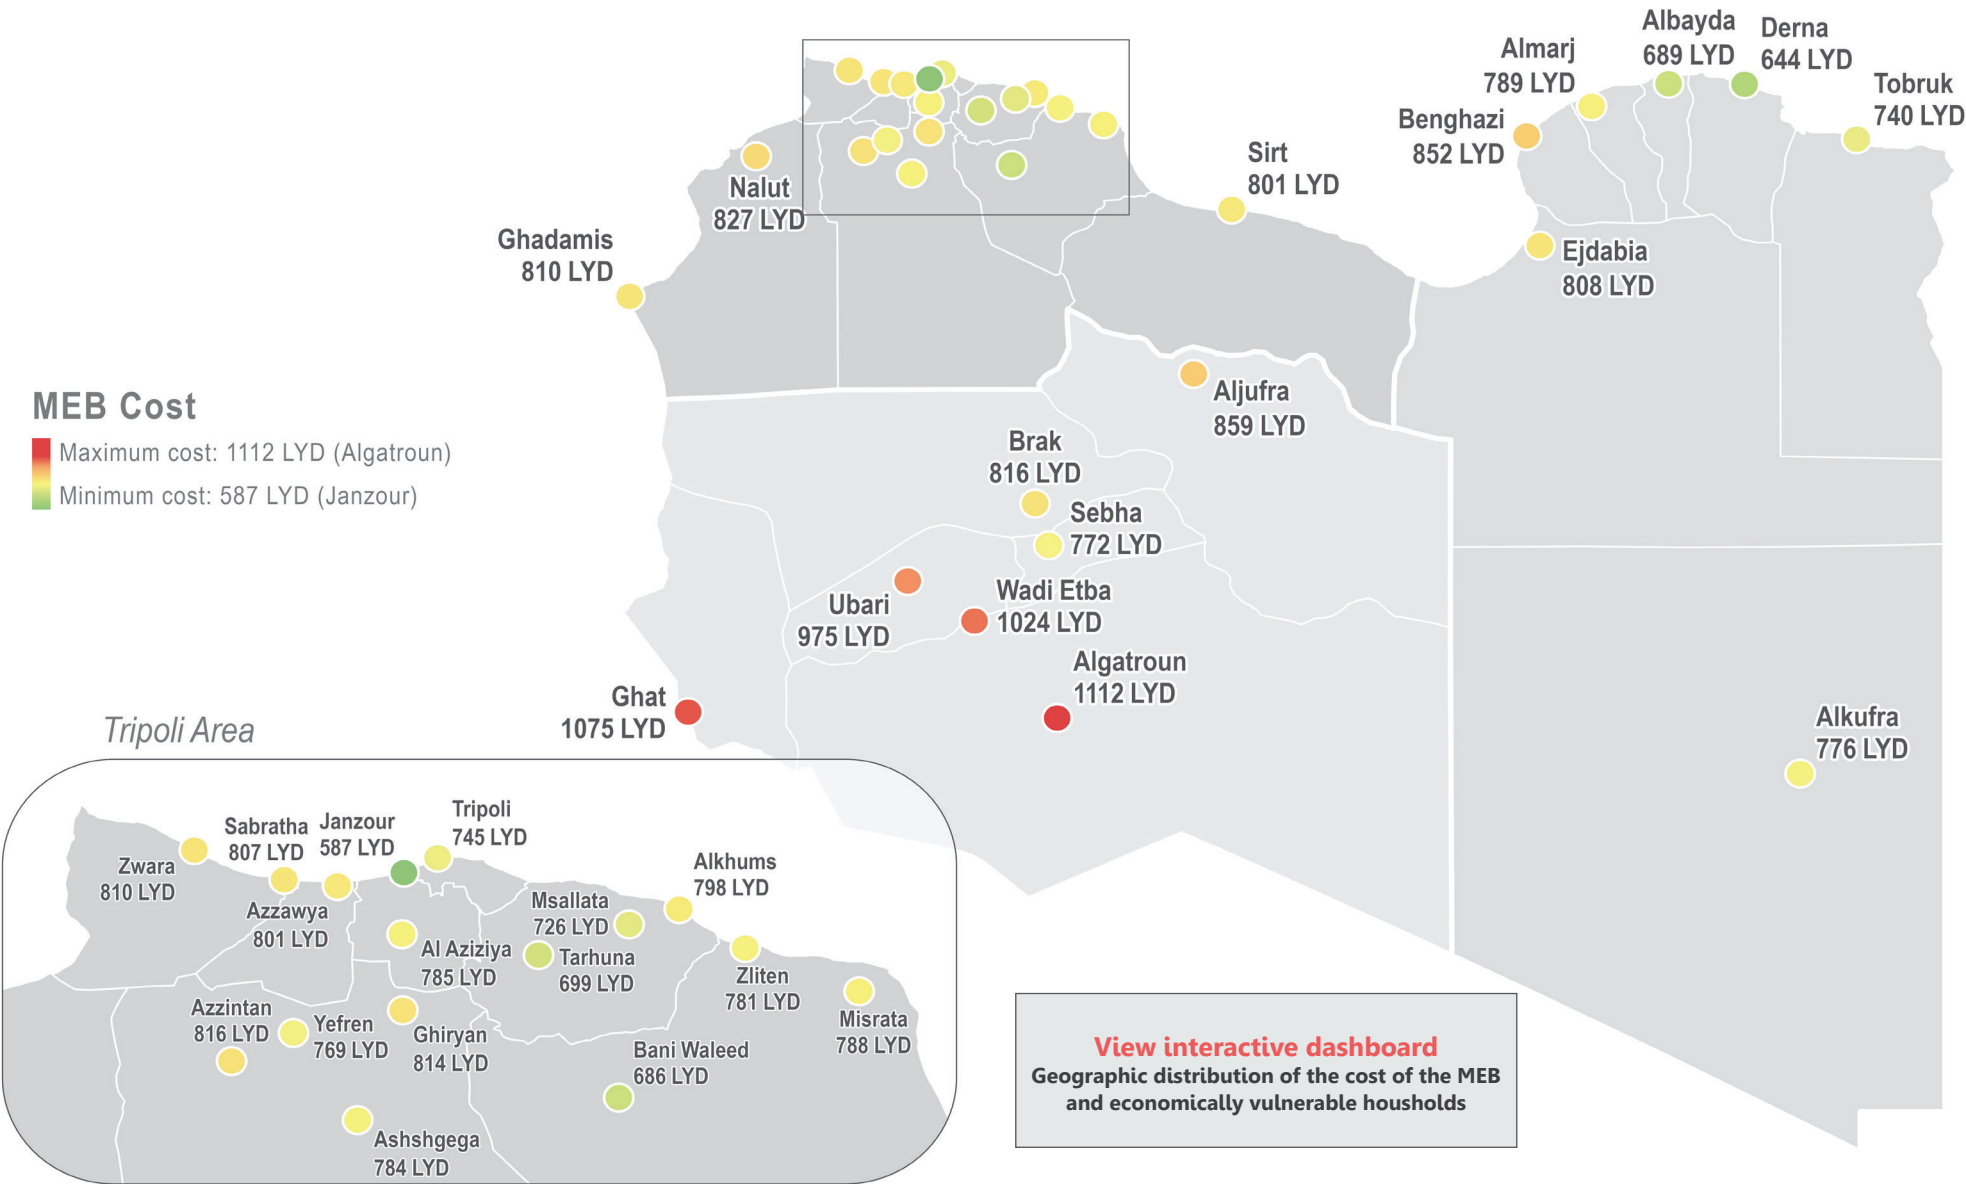 Albayda
689 LYD
Derna
644 LYD
Almarj
789 LYD
Tobruk
740 LYD
Benghazi
852 LYD
Sirt
801 LYD
Nalut
827 LYD
Ghadamis
810 LYD
Ejdabia
808 LYD
MEB Cost
Maximum cost: 1112 LYD (Algatroun)
Minimum cost: 587 LYD (Janzour)
Aljufra
859 LYD
Brak
816 LYD
Sebha
772 LYD
Wadi Etba
1024 LYD
Ubari
975 LYD
Algatroun
1112 LYD
Ghat
1075 LYD
Alkufra
776 LYD
Tripoli Area
Tripoli
745 LYD
Sabratha
807 LYD
Janzour
587 LYD
Zwara
810 LYD
Alkhums
798 LYD
Azzawya
801 LYD
Msallata
726 LYD
Al Aziziya
785 LYD
Tarhuna
699 LYD
Zliten
781 LYD
Azzintan
816 LYD
Yefren
769 LYD
Ghiryan
814 LYD
Misrata
788 LYD
Bani Waleed
686 LYD
Ashshgega
784 LYD
View interactive dashboard
Geographic distribution of the cost of the MEB
and economically vulnerable housholds